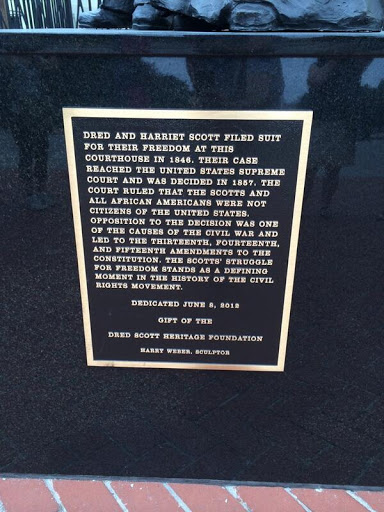 DRED AND HARRIET SCOTT FILED SUIT
FOR THEIR FREEDOM AT THIS
COURTHOUSE IN 1846. THEIR CASE
REACHED THE UNITED STATES SUPREME
COURT AND WAS DECIDED IN 1857. THE
COURT RULED THAT THE SCOTTS AND
ALL AFRICAN AMERICANS WERE NOT
CITIZENS OF THE UNITED STATES.
OPPOSITION TO THE DECISION WAS ONE
OF THE CAUSES OF THE CIVIL WAR AND
LED TO THE THIRTEENTH, FOURTEENTH,
AND FIFTEENTH AMENDMENTS TO THE
CONSTITUTION. THE SCOTTS' STRUGGLE
FOR FREEDOM STANDS AS A DEFINING
MOMENT IN THE HISTORY OF THE CIVIL
RIGHTS MOVEMENT.
DEDICATED JUNE 8, 2012
GIFT OF THE
DRED SCOTT HERITAGE FOUNDATION
HARRY WEBER, SCULPTOR